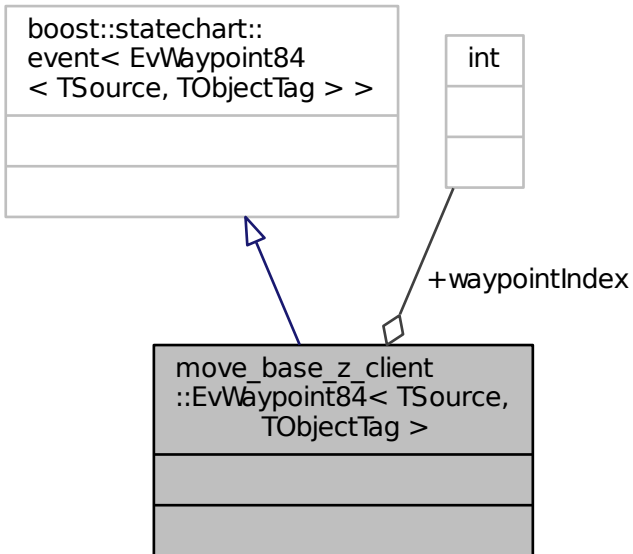 boost::statechart::
event< EvWaypoint84
< TSource, TObjectTag > >
int
+waypointIndex
move_base_z_client
::EvWaypoint84< TSource,
TObjectTag >